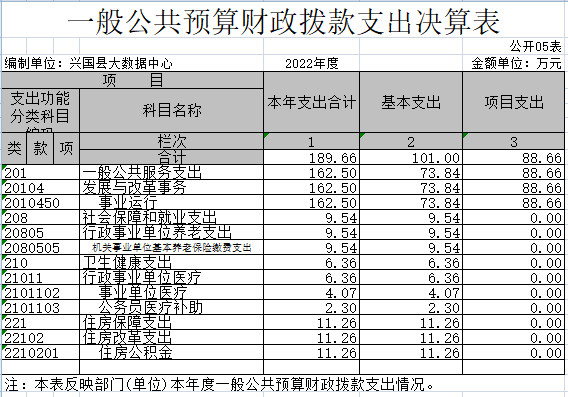 一般公共预算财政拨款支出决算表
公开05表
编制单位：兴国县大数据中心 2022年度 金额单位：万元
项 目 本年支出合计 基本支出 项目支出
支出功能分类科目编码 科目名称
类 款 项 栏次 1 2 3
合计 189.66 101.00 88.66
201 一般公共服务支出 162.50 73.84 88.66
20104 发展与改革事务 162.50 73.84 88.66
2010450 事业运行 162.50 73.84 88.66
208 社会保障和就业支出 9.54 9.54 0.00
20805 行政事业单位养老支出 9.54 9.54 0.00
2080505 机关事业单位基本养老保险缴费支出 9.54 9.54 0.00
210 卫生健康支出 6.36 6.36 0.00
21011 行政事业单位医疗 6.36 6.36 0.00
2101102 事业单位医疗 4.07 4.07 0.00
2101103 公务员医疗补助 2.30 2.30 0.00
221 住房保障支出 11.26 11.26 0.00
22102 住房改革支出 11.26 11.26 0.00
2210201 住房公积金 11.26 11.26 0.00
注：本表反映部门(单位)本年度一般公共预算财政拨款支出情况。